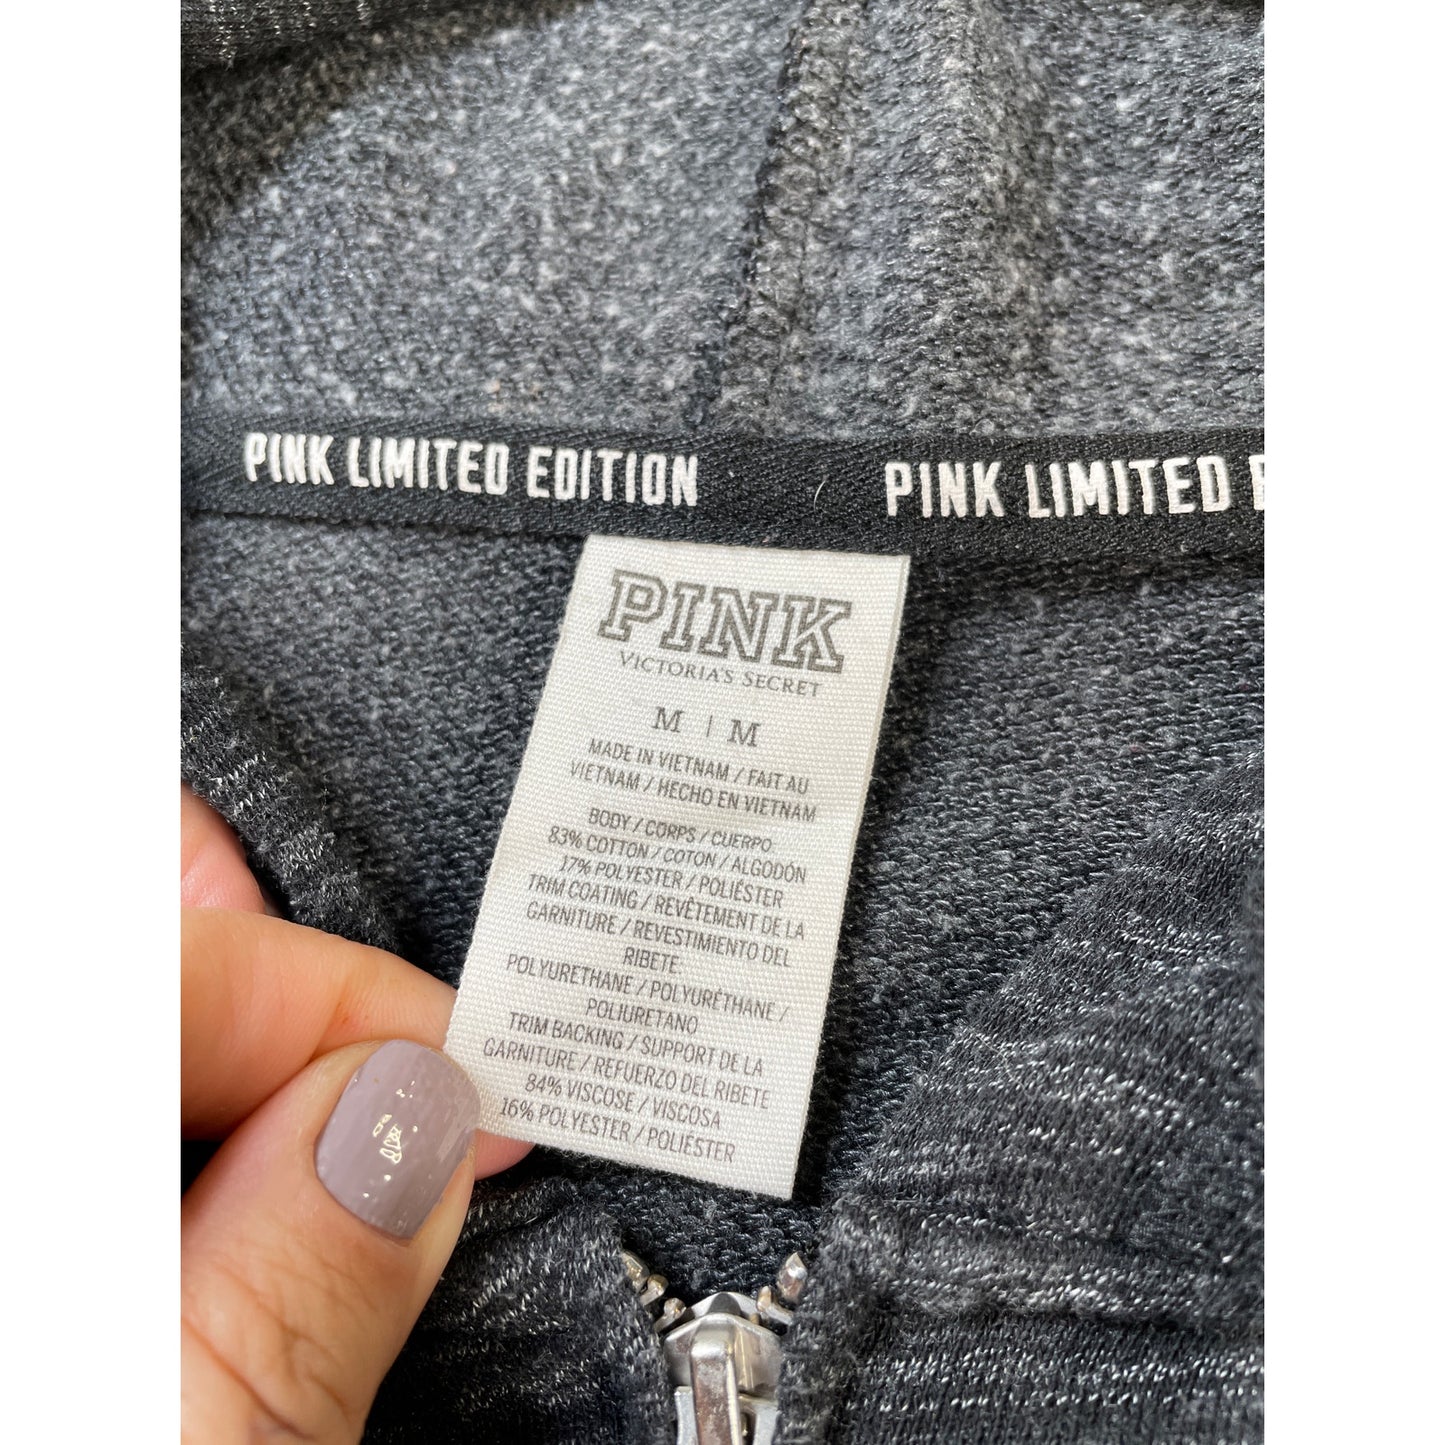 PINK LIMITED EDITION PINK LIMITED
PINK
VICTORIA'S SECRET
M | M
MADE IN VIETNAM / FAIT AU
VIETNAM / HECHO EN VIETNAM
BODY / CORPS / CUERPO
83% COTTON / COTON / ALGODÓN
17% POLYESTER / POLIÉSTER
TRIM COATING / REVÊTEMENT DE LA
GARNITURE / REVESTIMIENTO DEL
RIBETE:
POLYURETHANE / POLYURÉTHANE /
POLIURETANO
TRIM BACKING / SUPPORT DE LA
GARNITURE / REFUERZO DEL RIBETE
84% VISCOSE / VISCOSA
16% POLYESTER / POLIÉSTER